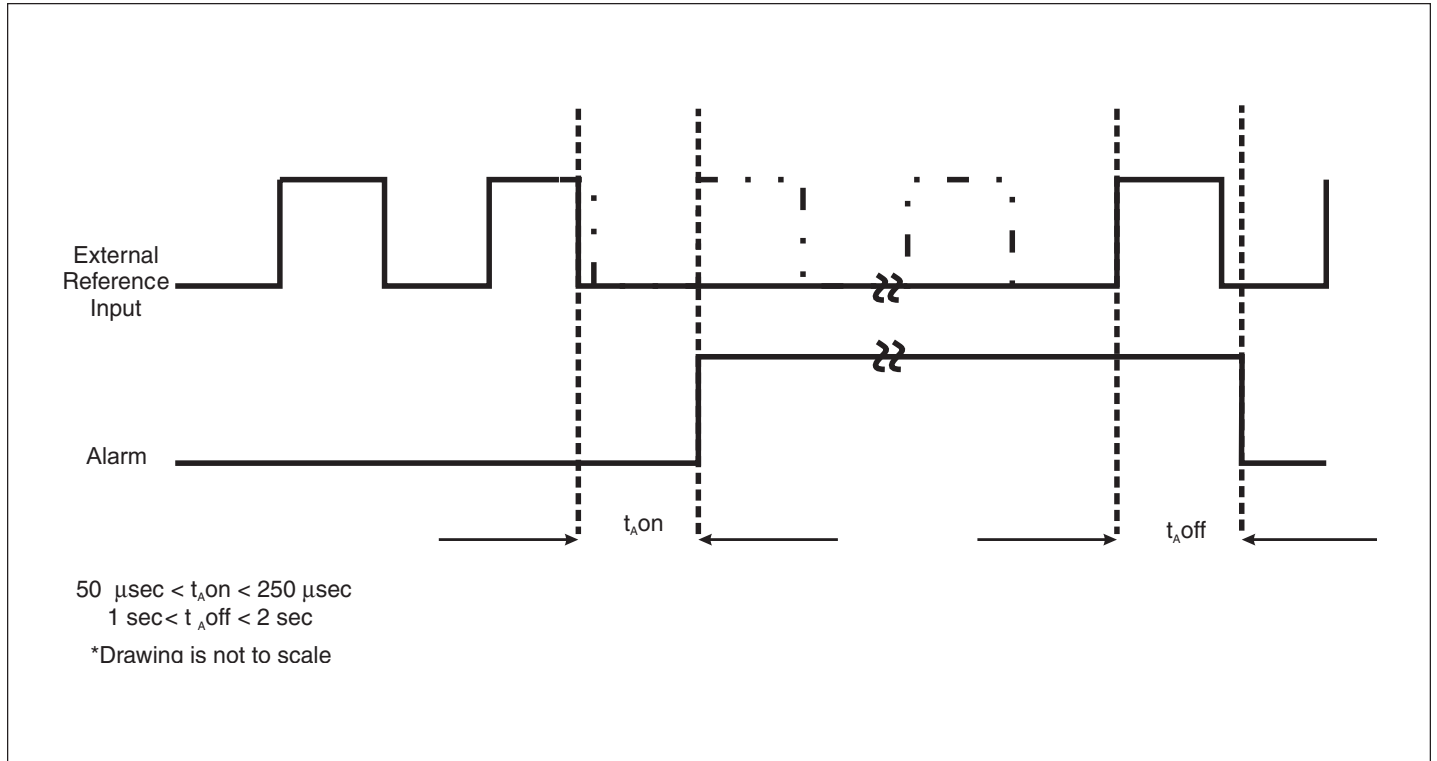 External
Reference
Input
Alarm
tAon
tAoff
50 μsec < tAon < 250 μsec
1 sec< t Aoff < 2 sec
*Drawing is not to scale